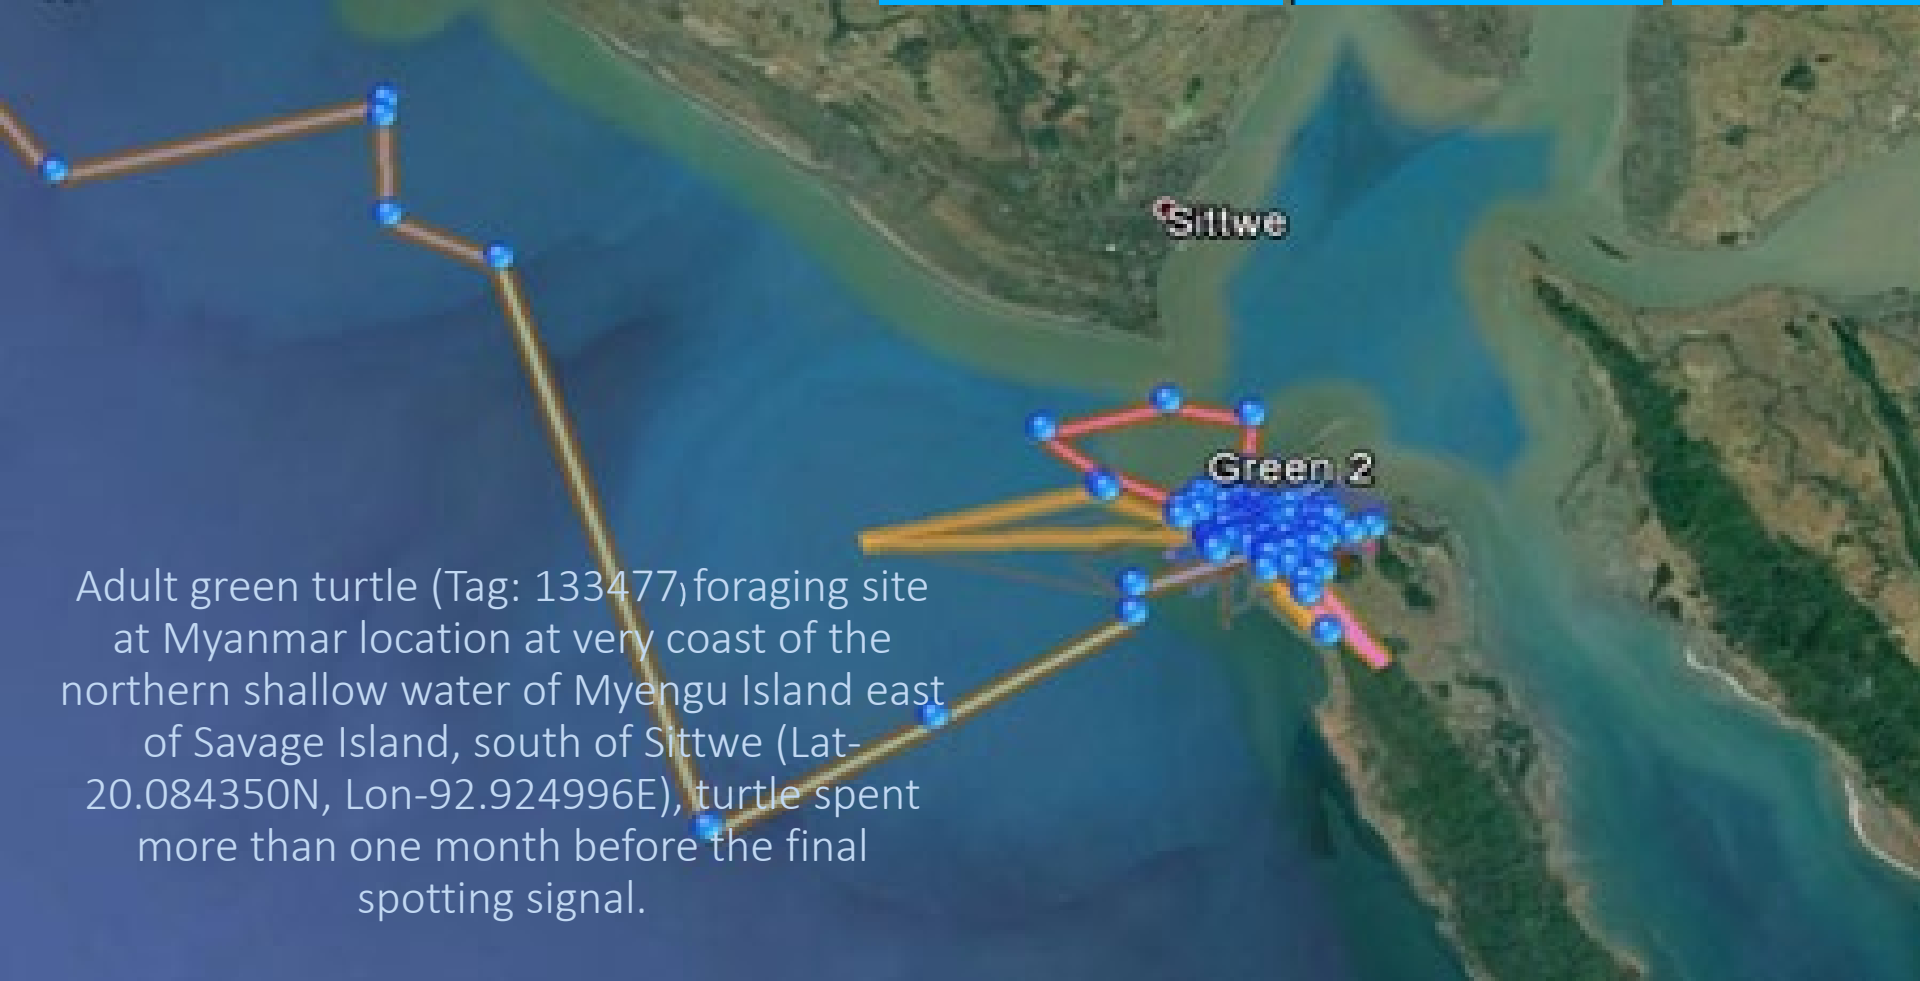 Sittwe
Green 2
Adult green turtle (Tag: 133477) foraging site
at Myanmar location at very coast of the
northern shallow water of Myengu Island east
of Savage Island, south of Sittwe (Lat-
20.084350N, Lon-92.924996E), turtle spent
more than one month before the final
spotting signal.